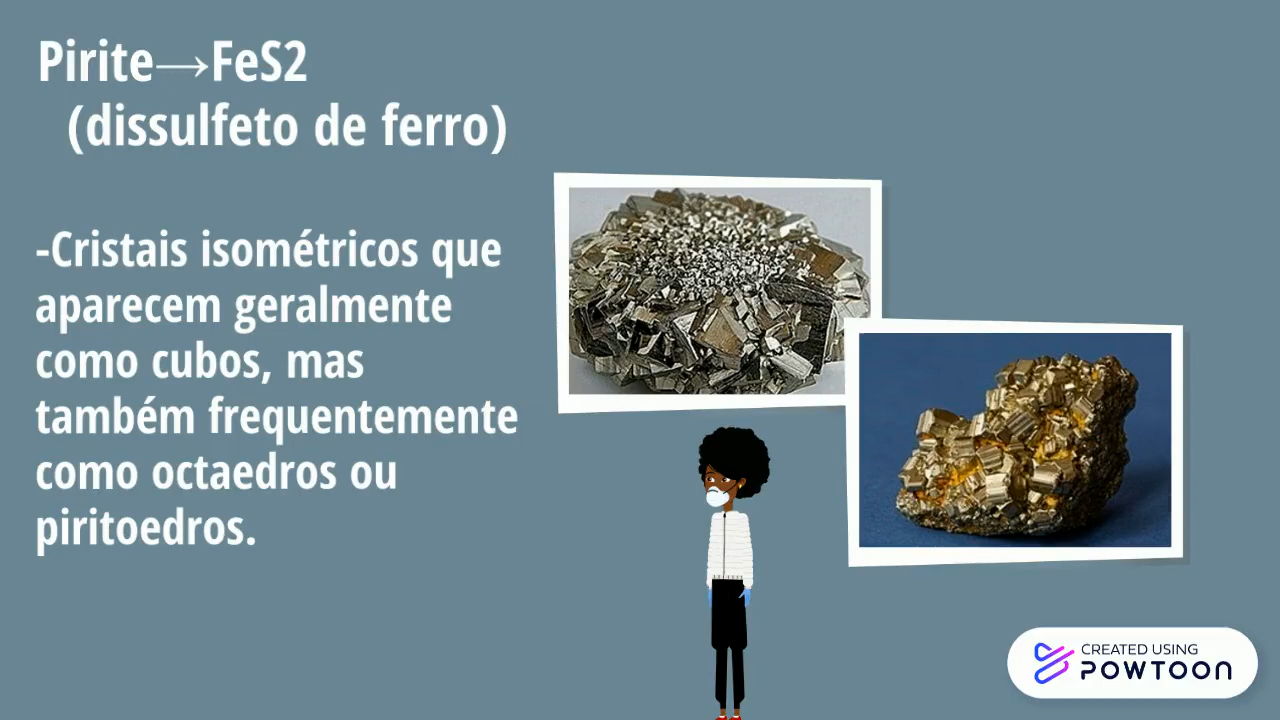 Pirite→FeS2
(dissulfeto de ferro)
-Cristais isométricos que
aparecem geralmente
como cubos, mas
também frequentemente
como octaedros ou
piritoedros.
CREATED USING
POWTOON